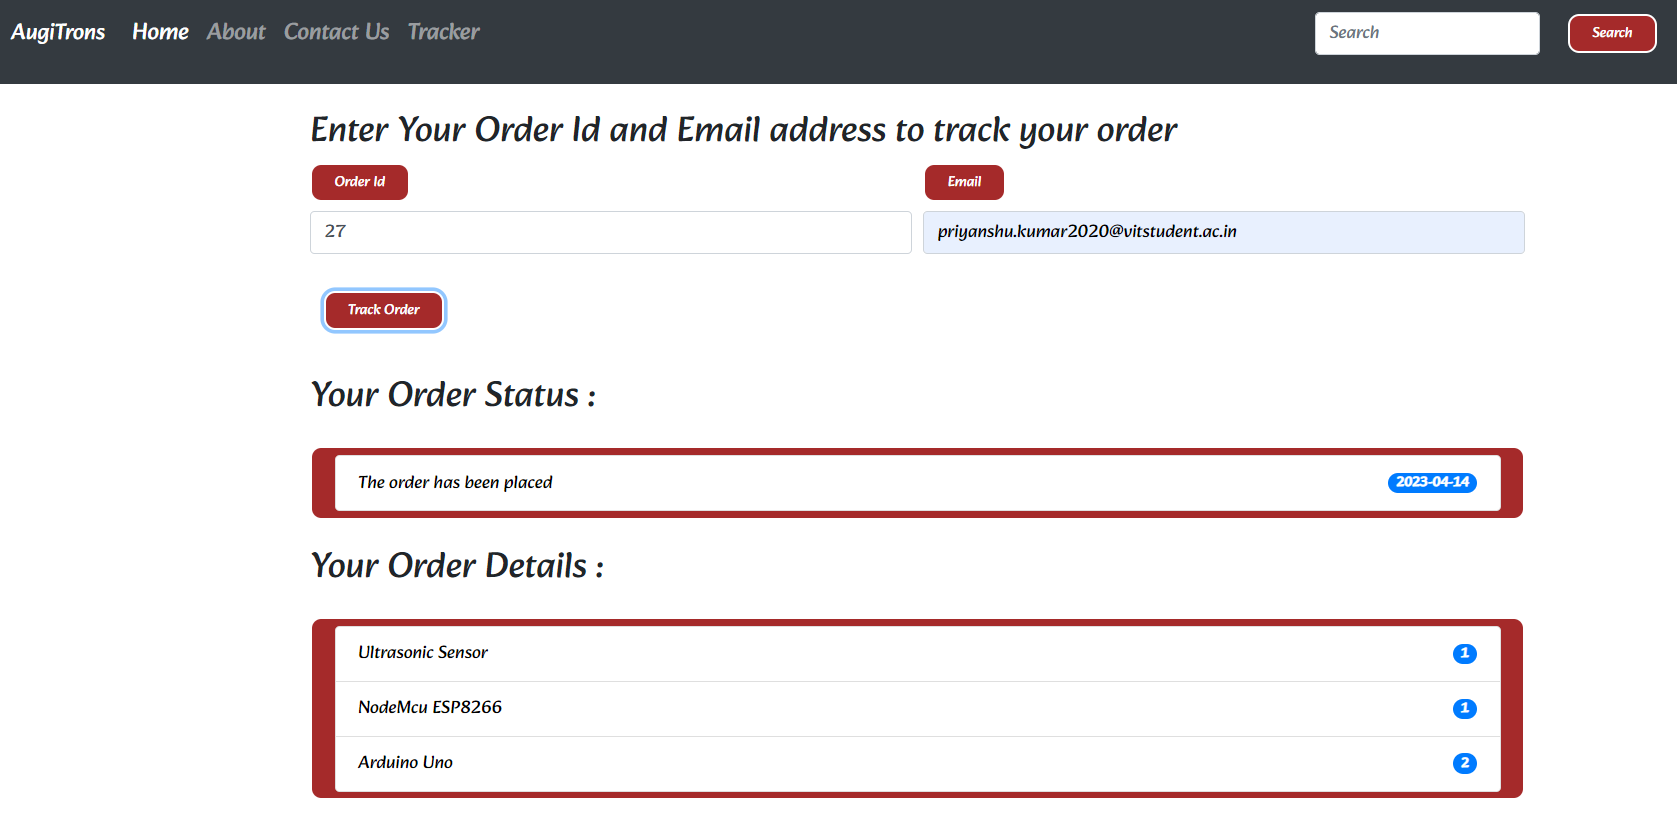 AugiTrons Home About Contact Us Tracker Search Search
Enter Your Order Id and Email address to track your order
Order Id Email
27 priyanshu.kumar2020@vitstudent.ac.in
Track Order
Your Order Status :
The order has been placed 2023-04-14
Your Order Details :
Ultrasonic Sensor 1
NodeMcu ESP8266 1
Arduino Uno 2